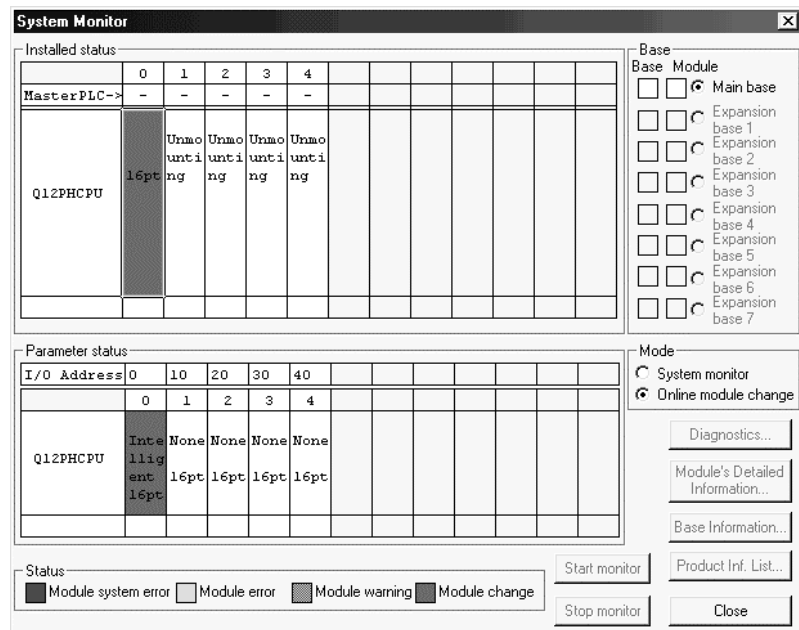 System Monitor
Installed status
0 1 2 3 4
MasterPLC-> - - - - -
Q12PHCPU
16pt
Unmo
unti
ng
Unmo
unti
ng
Unmo
unti
ng
Unmo
unti
ng
Base
Base Module
Main base
Expansion
base 1
Expansion
base 2
Expansion
base 3
Expansion
base 4
Expansion
base 5
Expansion
base 6
Expansion
base 7
Parameter status
I/O Address 0 10 20 30 40
0 1 2 3 4
Q12PHCPU
Inte
llig
ent
16pt
None
16pt
None
16pt
None
16pt
None
16pt
Mode
System monitor
Online module change
Diagnostics...
Module's Detailed
Information...
Base Information...
Product Inf. List...
Status
Module system error Module error Module warning Module change
Start monitor
Stop monitor
Close